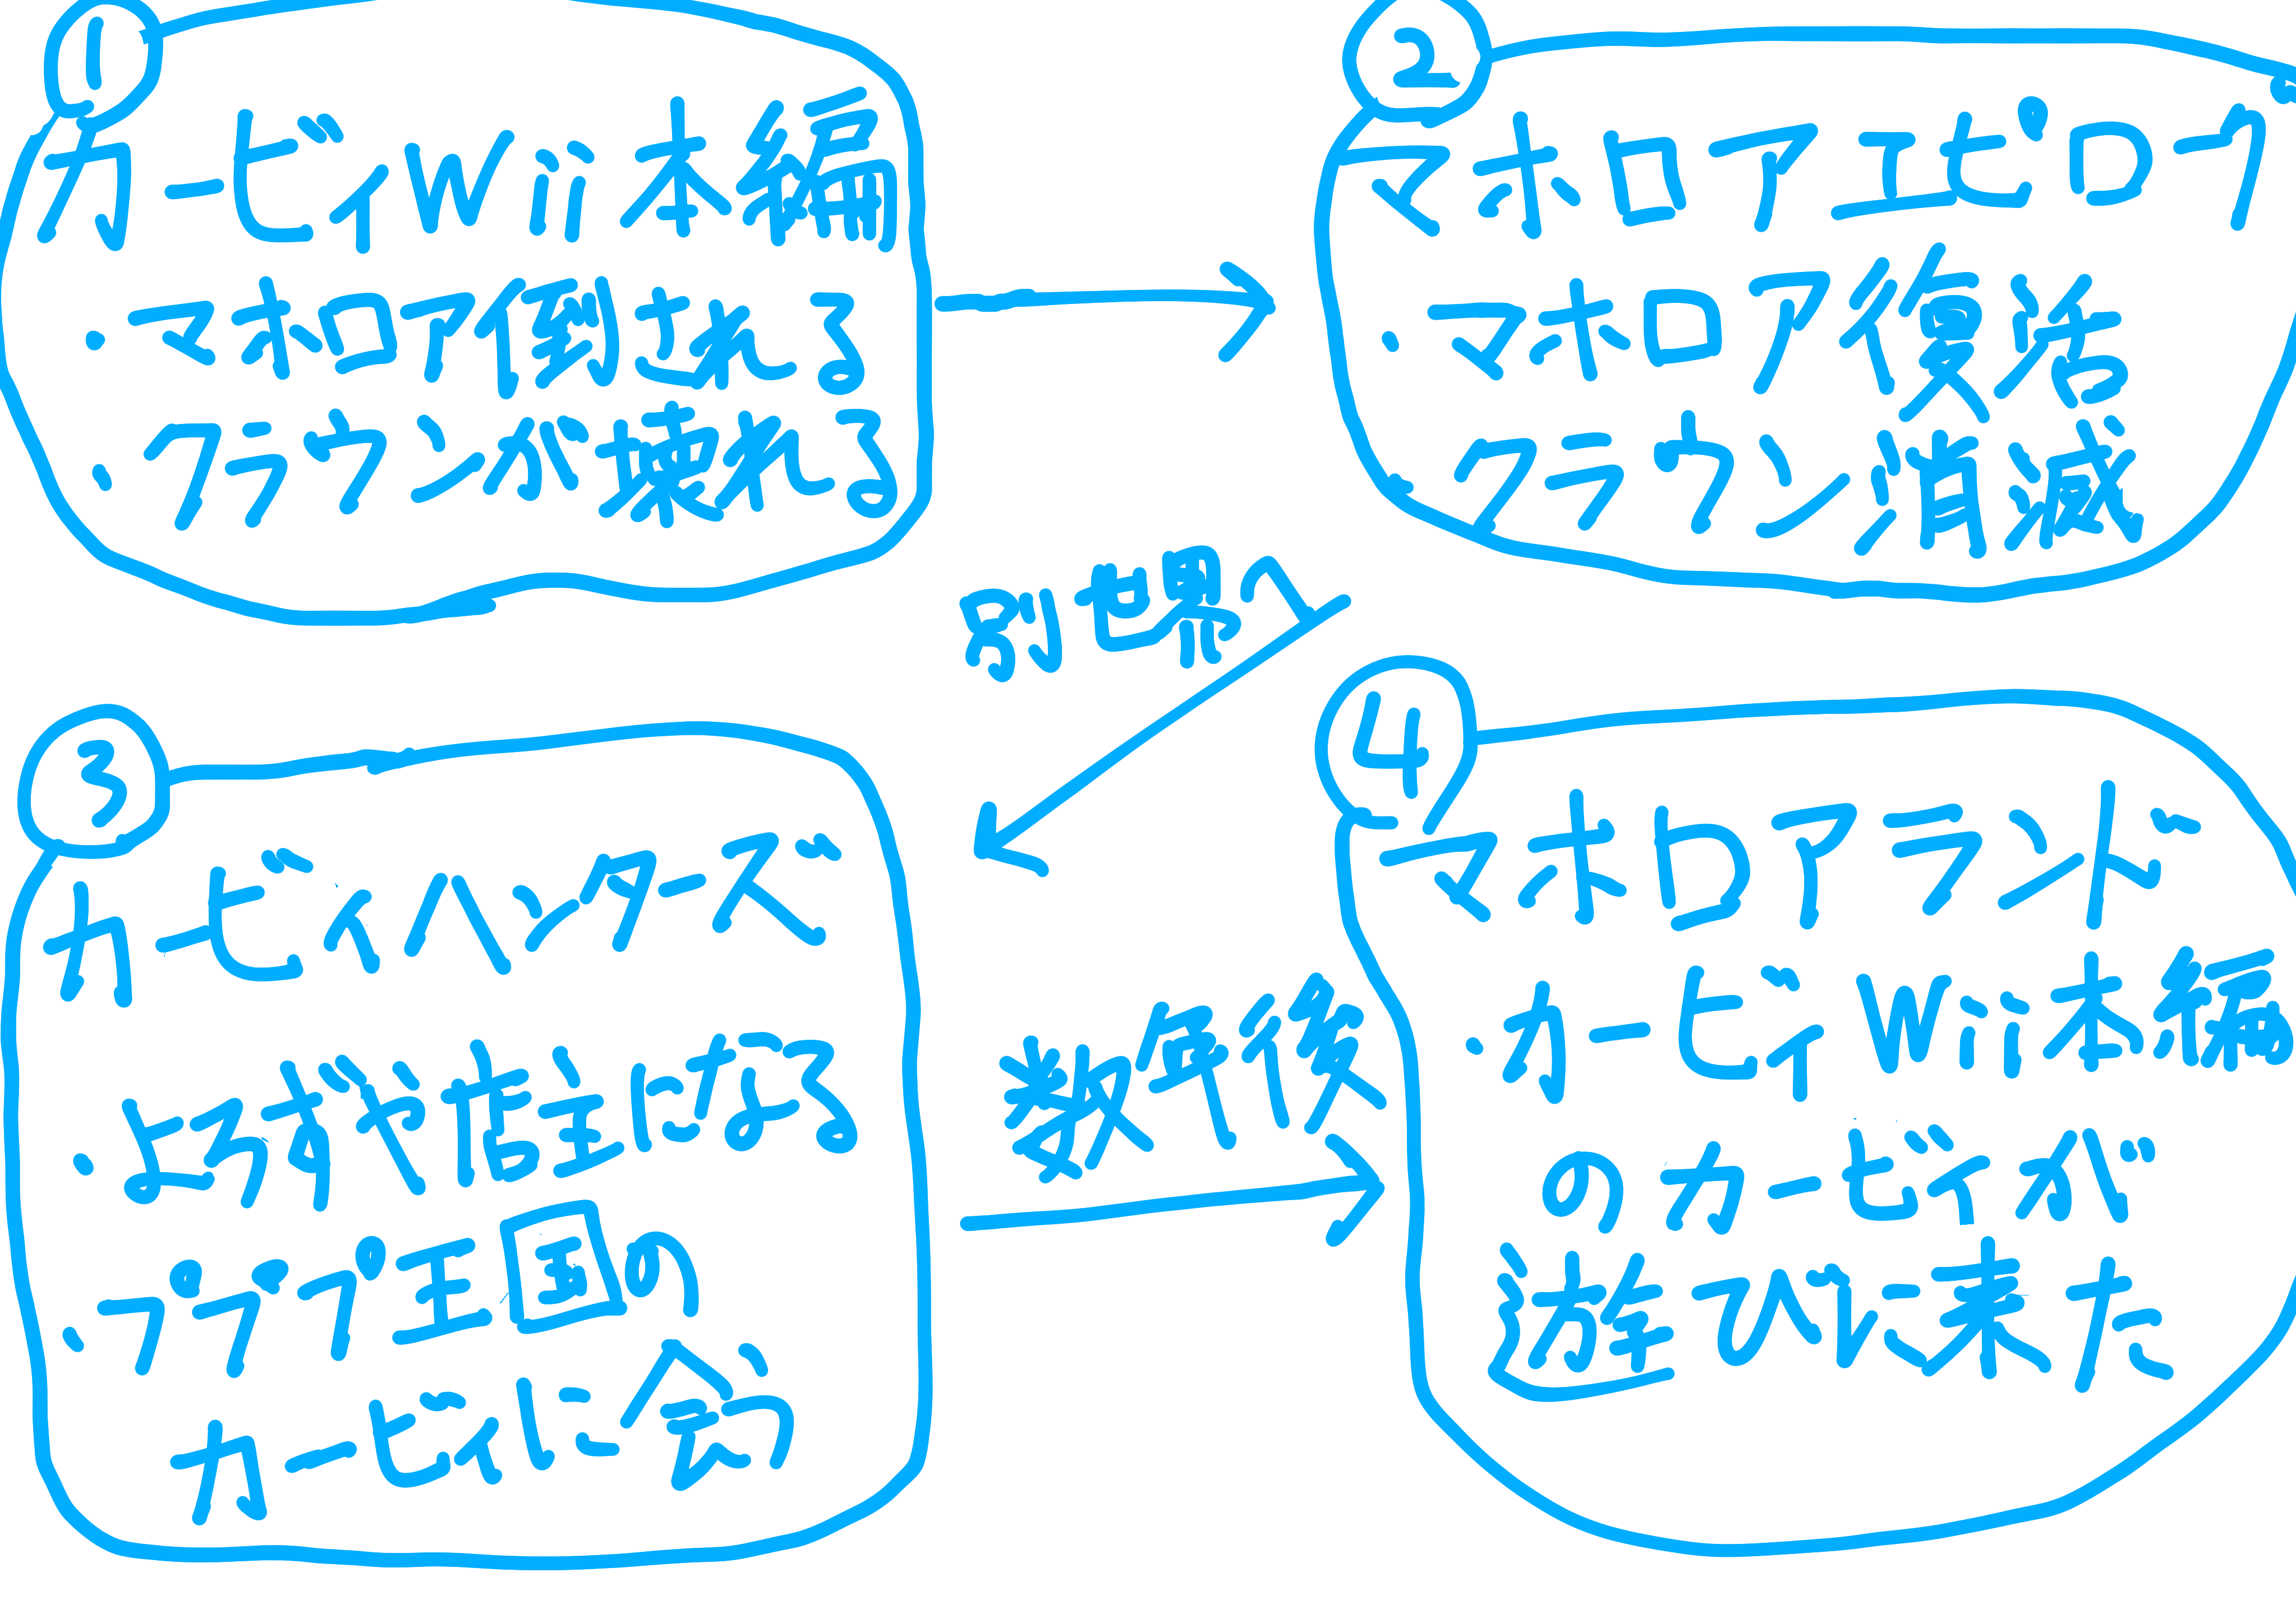 ①
カービィWii本編
・マホロア倒される
・クラウンが壊れる
②
マホロアエピローグ
・マホロア復活
・クラウン消滅
別世界へ
③
カービィハンターズ
・よろずや店主になる
・プププ王国の
カービィに会う
数年後
④
マホロアランド
・カービィWii本編
のカービィが
遊びに来た